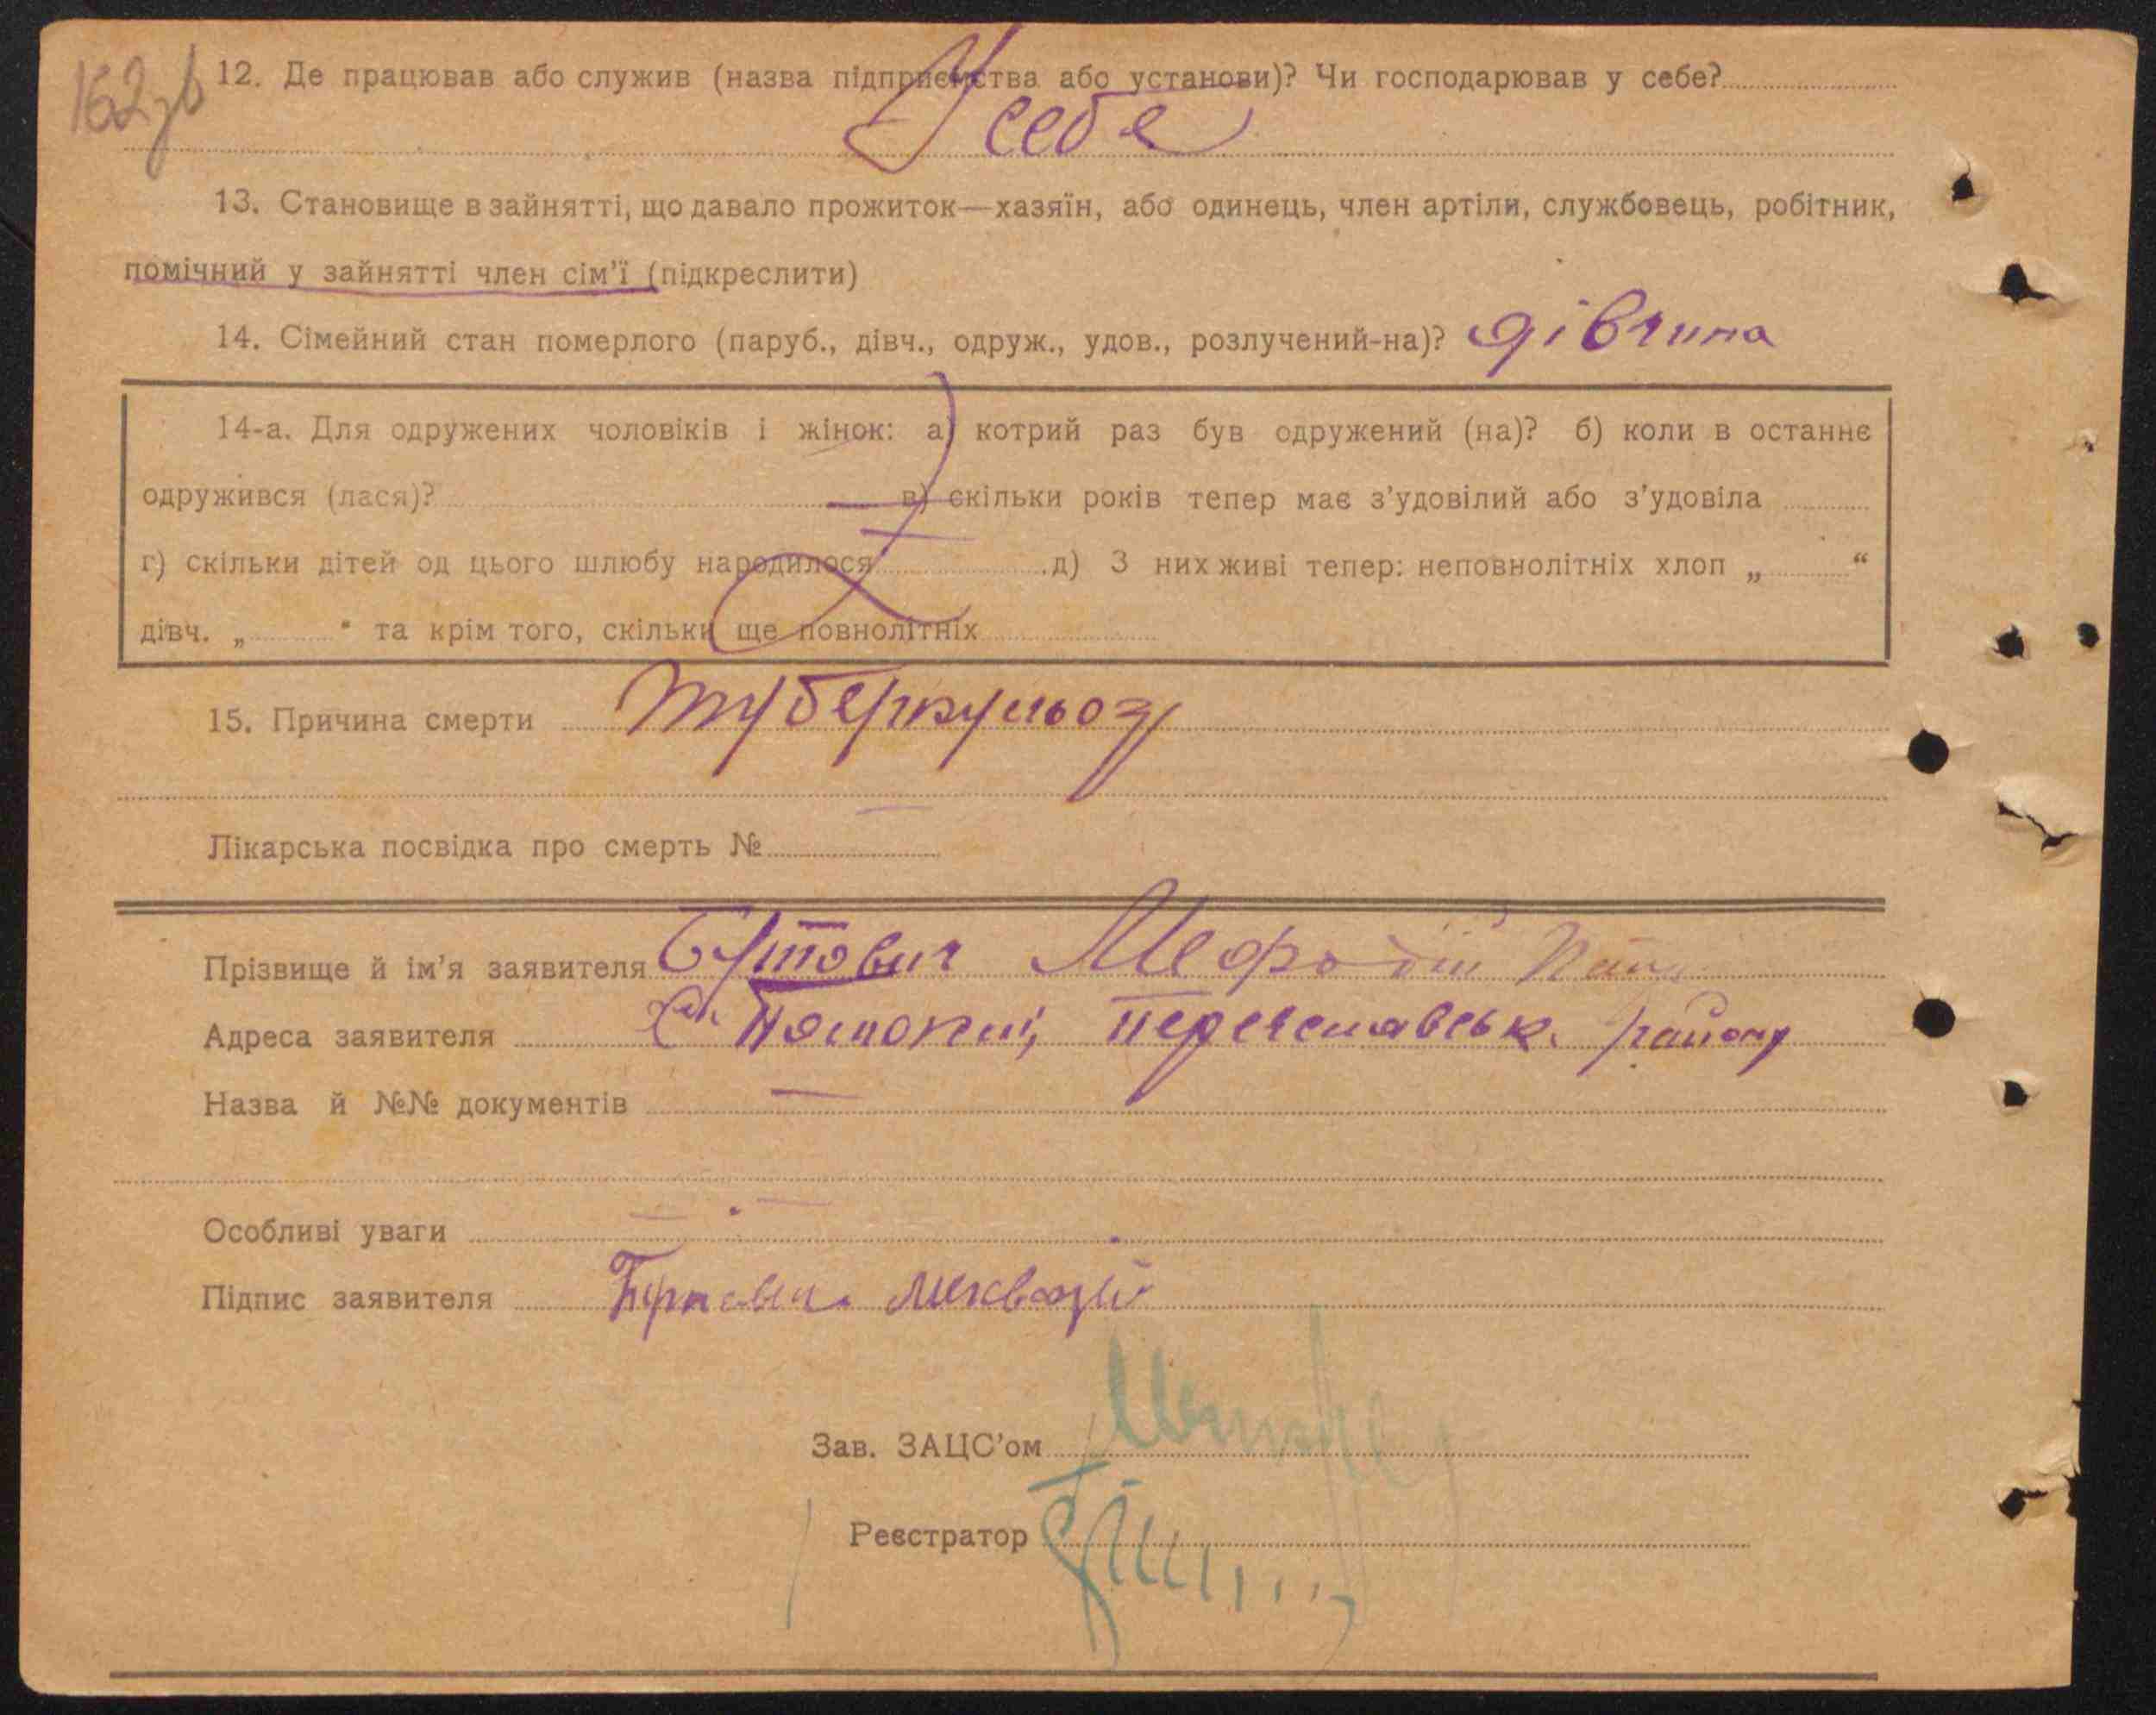 162зв
12. Де працював або служив (назва підприємства або установи)? Чи господарював у себе?
У себе
13. Становище в зайнятті, що давало прожиток—хазяїн, або одинець, член артіли, службовець, робітник,
помічний у зайнятті член сім’ї (підкреслити)
14. Сімейний стан померлого (паруб., дівч., одруж., удов., розлучений-на)? дівчина
14-а. Для одружених чоловіків і жінок: а) котрий раз був одружений (на)? б) коли в останнє
одружився (лася)? в) скільки років тепер має з’удовілий або з’удовіла
г) скільки дітей од цього шлюбу народилося д) З них живі тепер: неповнолітніх хлоп „ “
дівч. „ “ та крім того, скільки ще повнолітніх
15. Причина смерти туберкульоз
Лікарська посвідка про смерть №
Прізвище й ім’я заявителя Бутович Мефодій
Адреса заявителя Переяславськ. району
Назва й №№ документів
Особливі уваги
Підпис заявителя
Зав. ЗАЦС’ом
Реєстратор